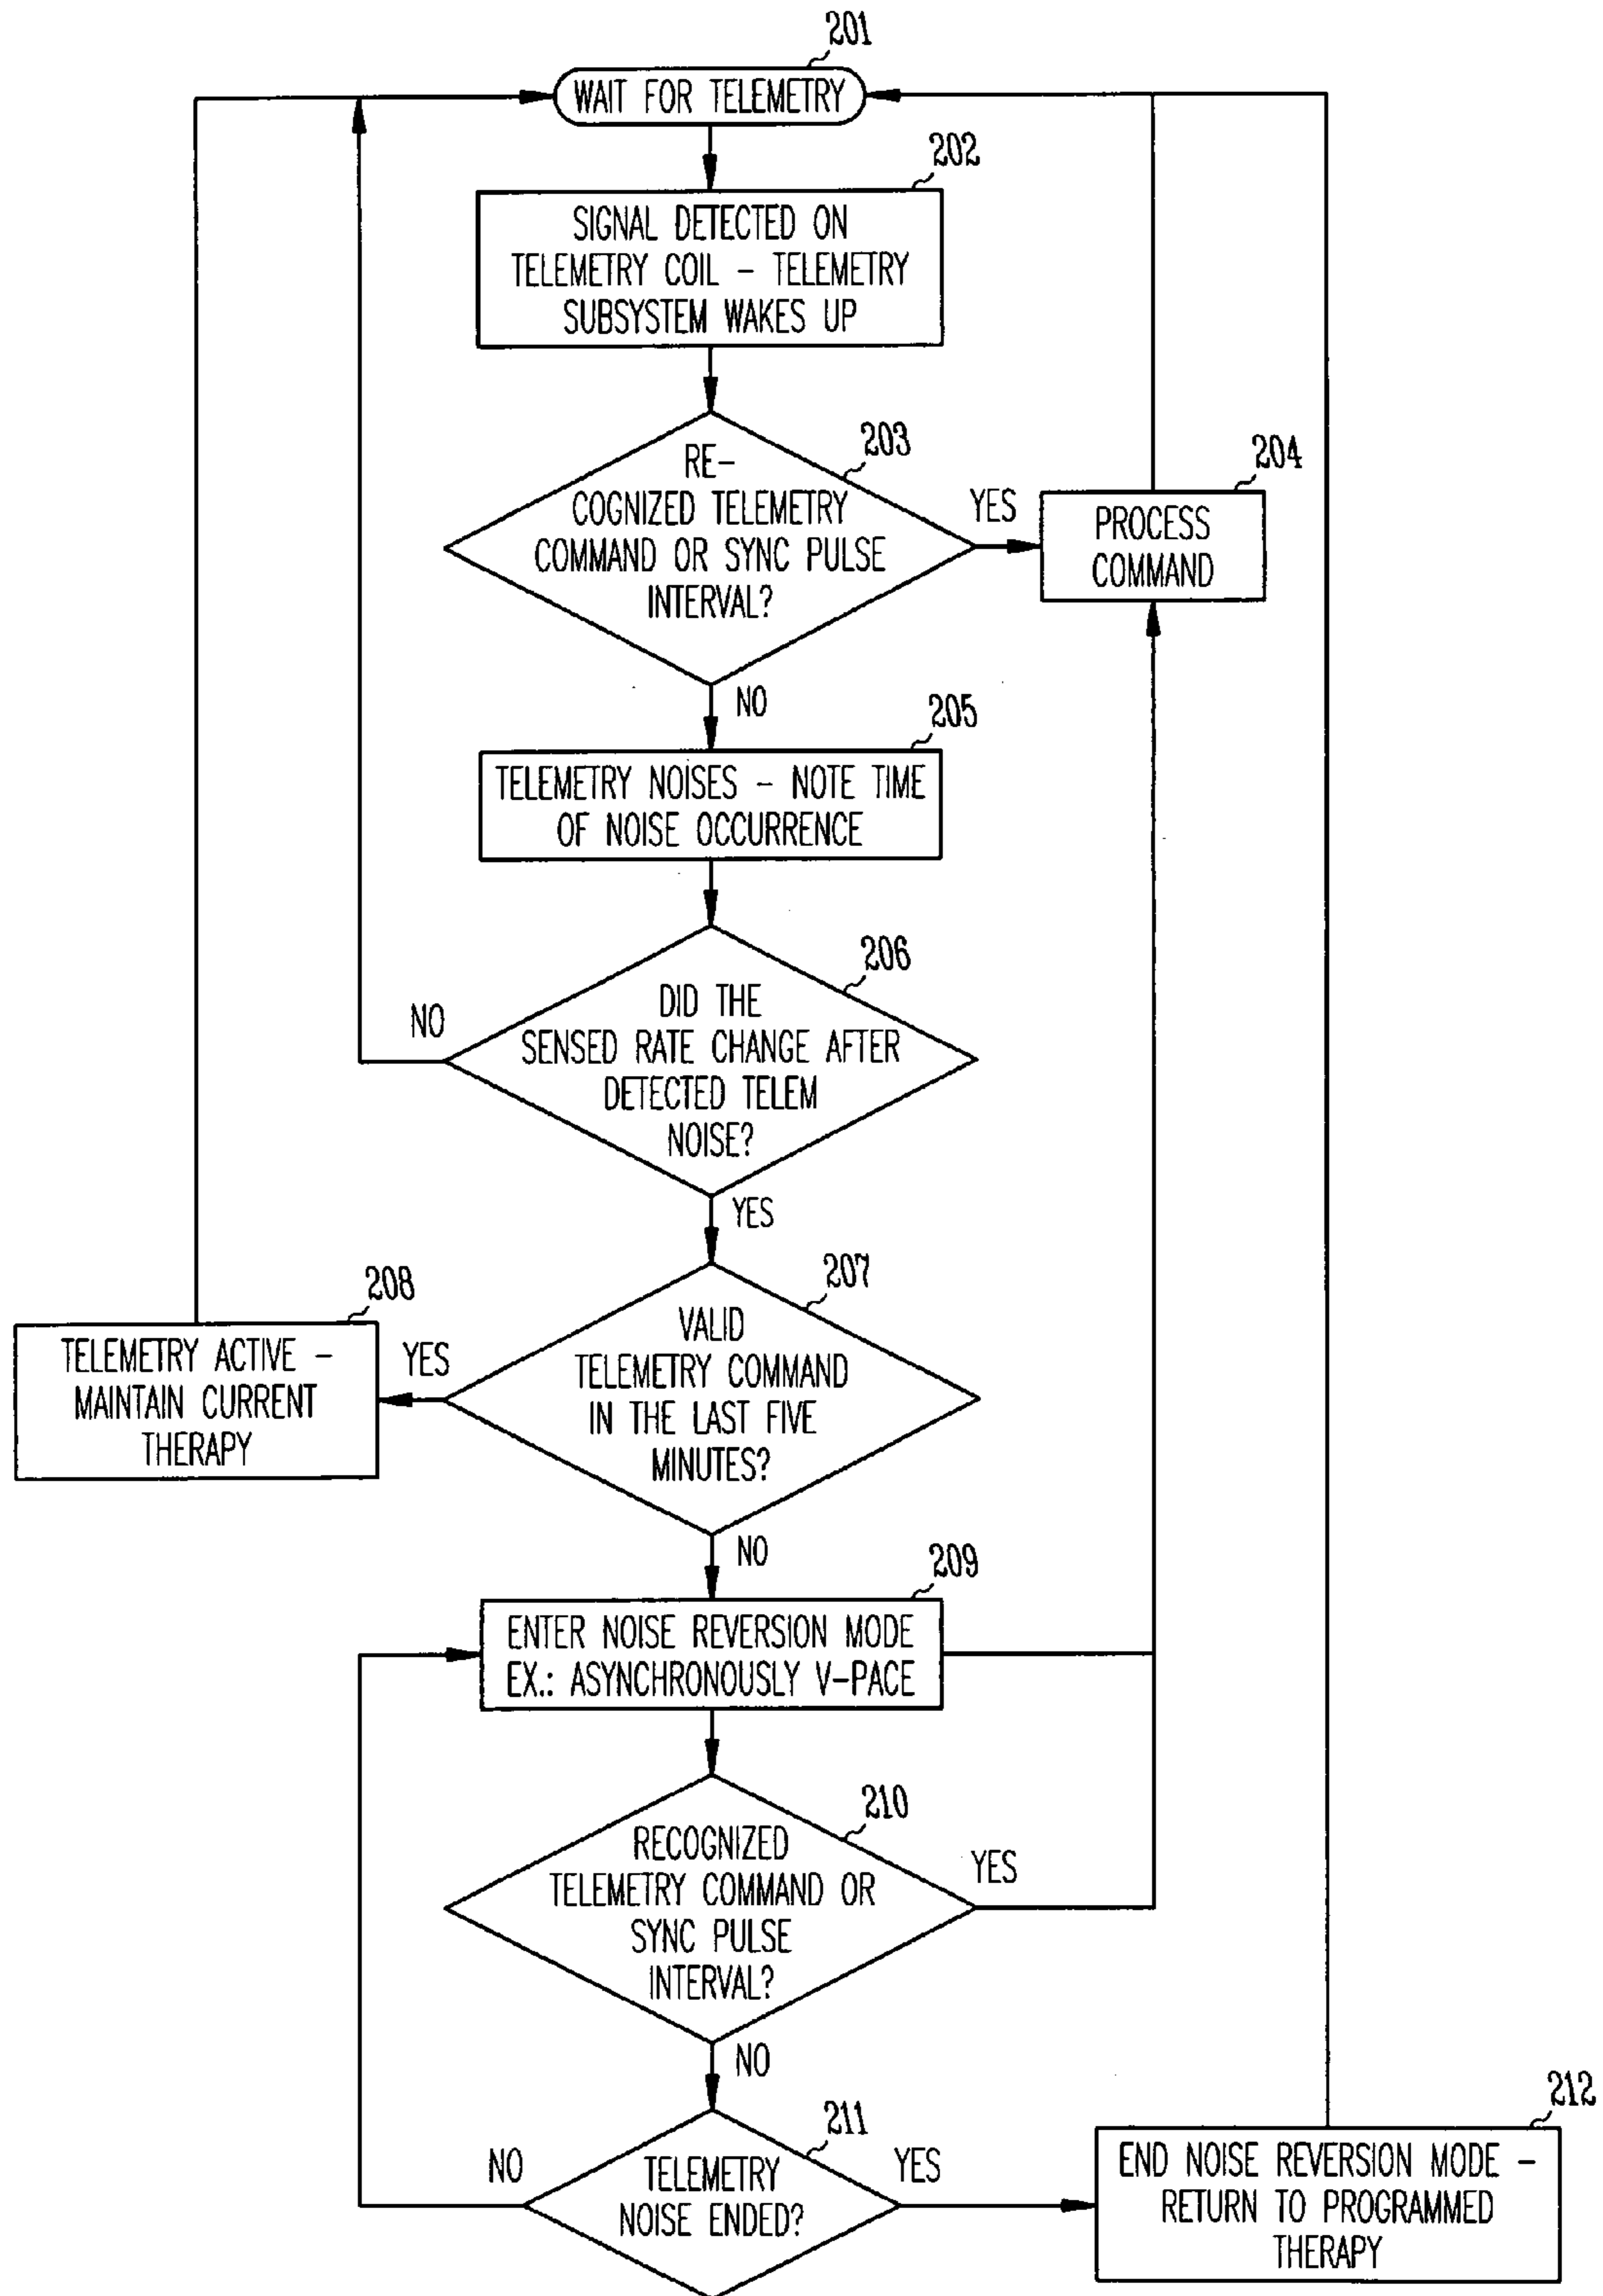 201
WAIT FOR TELEMETRY
202
SIGNAL DETECTED ON
TELEMETRY COIL – TELEMETRY
SUBSYSTEM WAKES UP
203
RE-
COGNIZED TELEMETRY
COMMAND OR SYNC PULSE
INTERVAL?
YES
204
PROCESS
COMMAND
NO
205
TELEMETRY NOISES – NOTE TIME
OF NOISE OCCURRENCE
206
DID THE
SENSED RATE CHANGE AFTER
DETECTED TELEM
NOISE?
NO
YES
207
VALID
TELEMETRY COMMAND
IN THE LAST FIVE
MINUTES?
YES
208
TELEMETRY ACTIVE –
MAINTAIN CURRENT
THERAPY
NO
209
ENTER NOISE REVERSION MODE
EX.: ASYNCHRONOUSLY V-PACE
210
RECOGNIZED
TELEMETRY COMMAND OR
SYNC PULSE
INTERVAL?
YES
NO
211
TELEMETRY
NOISE ENDED?
NO
YES
212
END NOISE REVERSION MODE –
RETURN TO PROGRAMMED
THERAPY